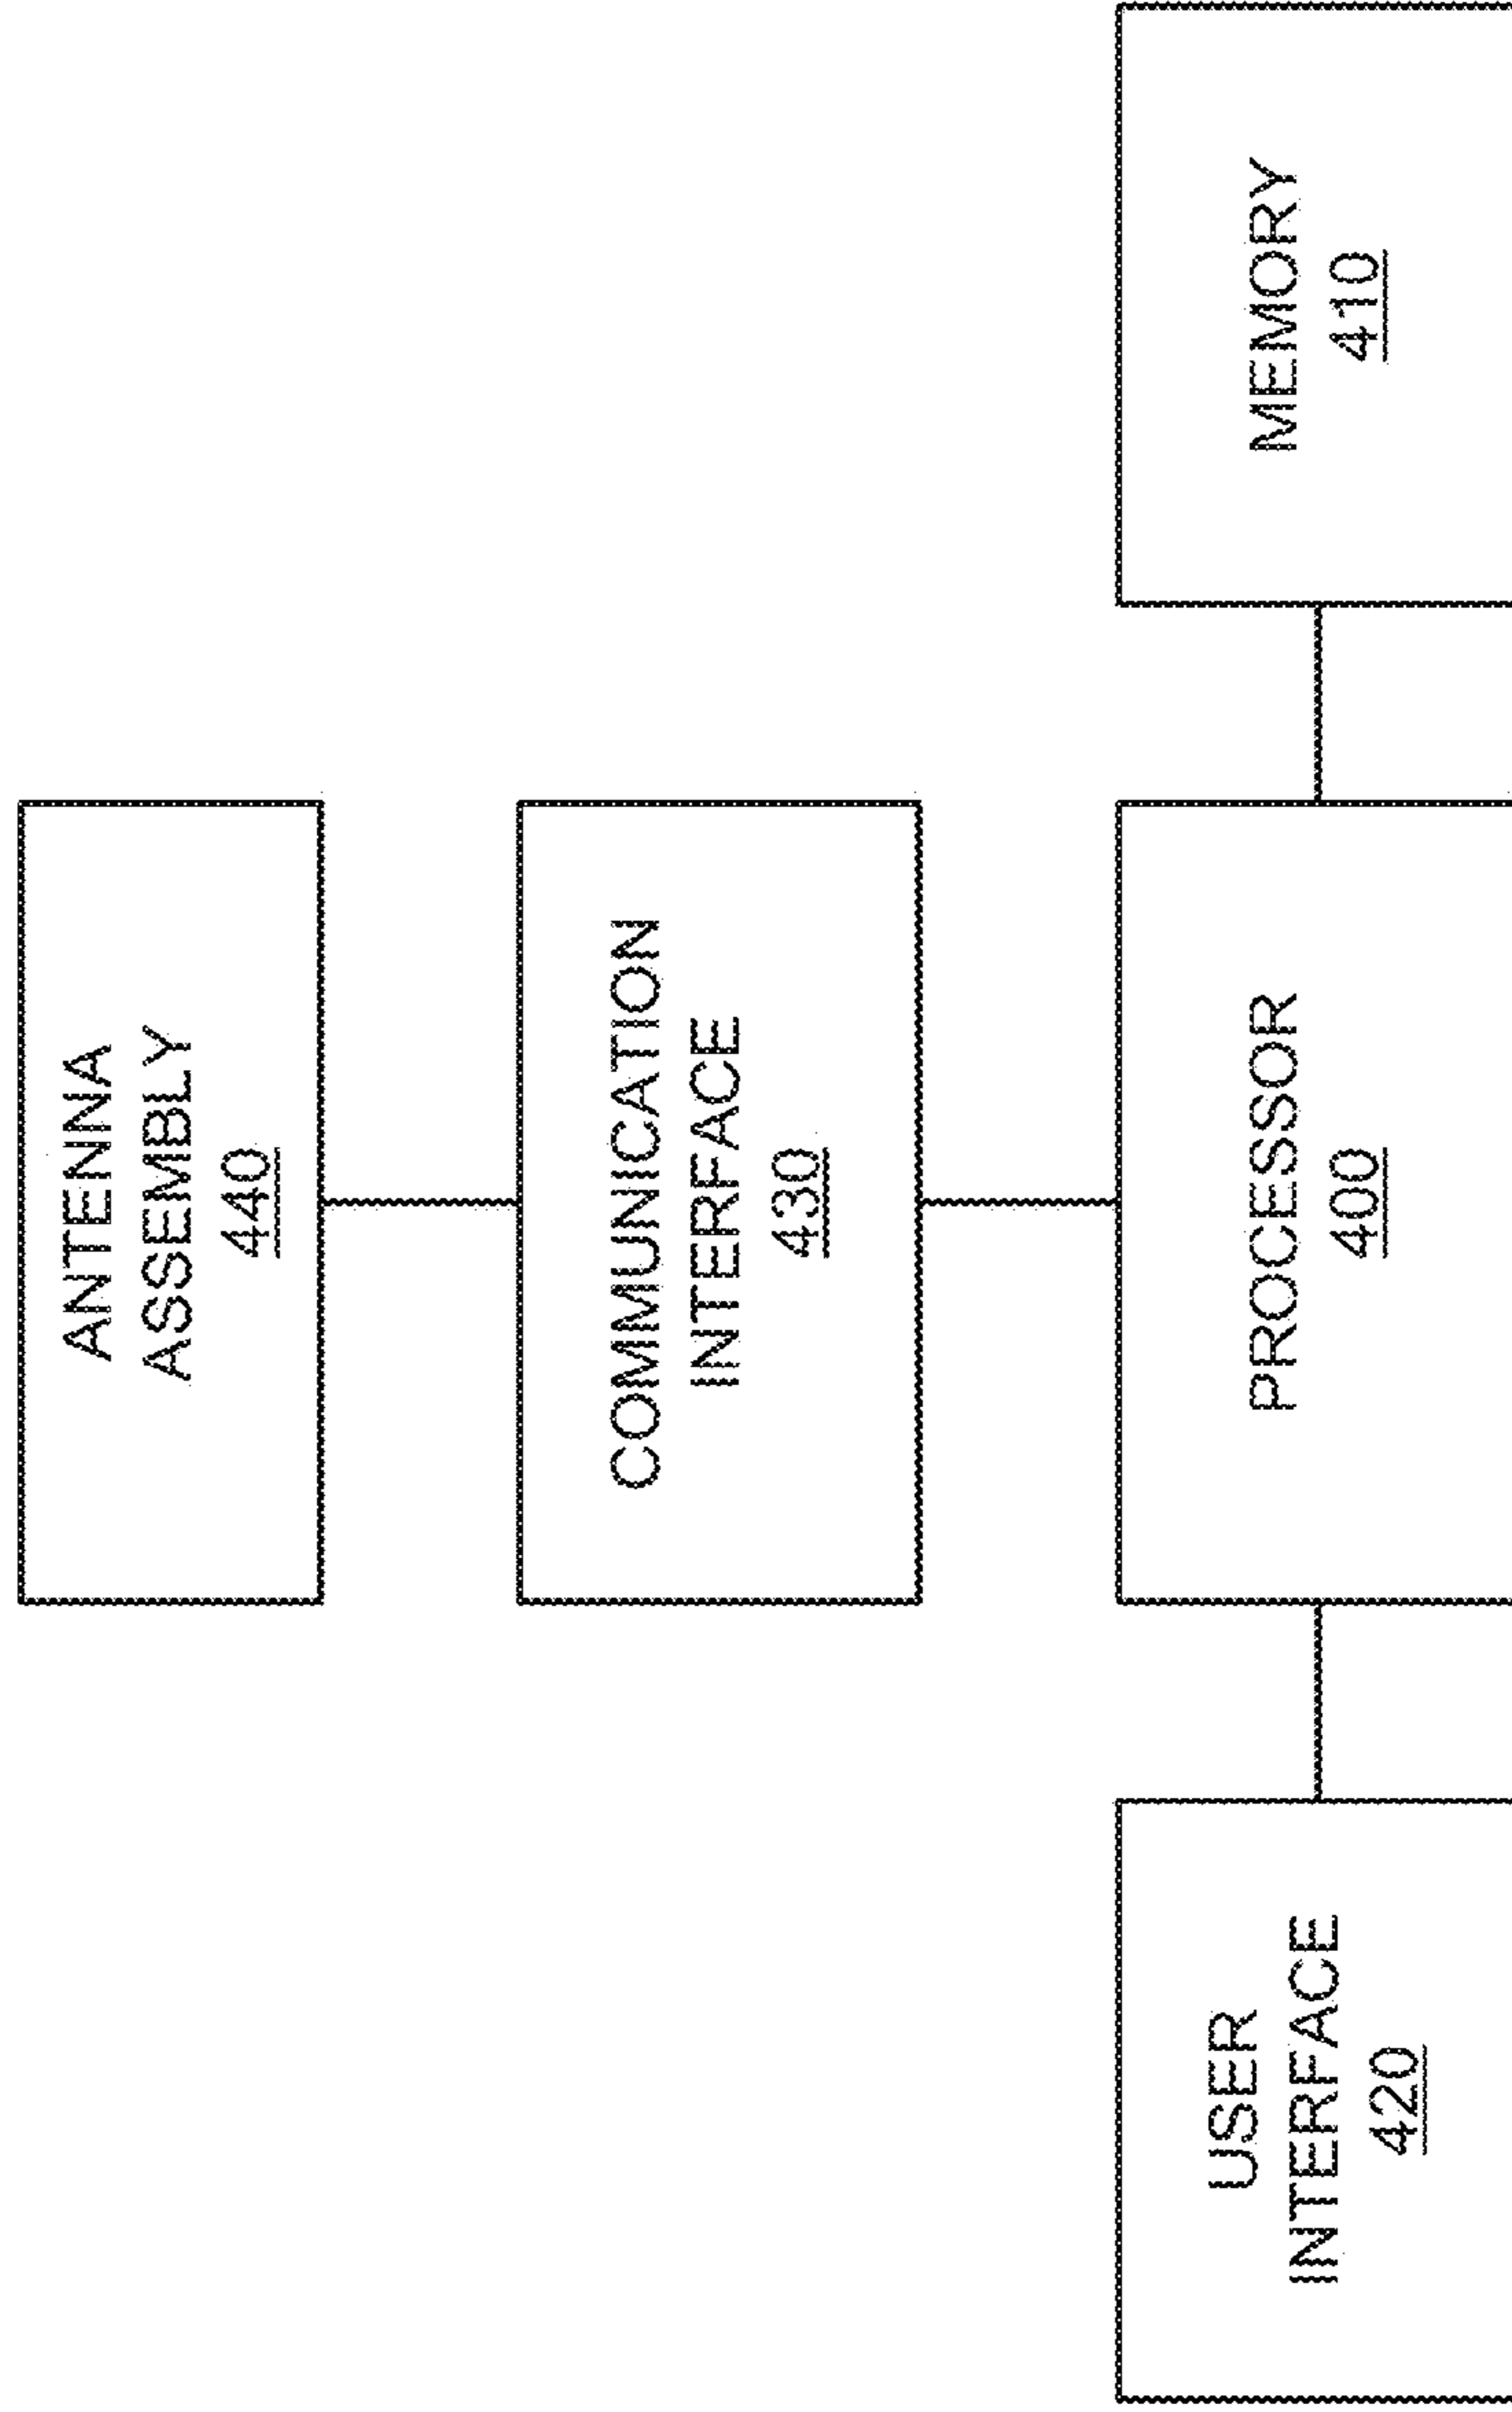 ANTENNA
ASSEMBLY
440
COMMUNICATION
INTERFACE
430
USER
INTERFACE
420
PROCESSOR
400
MEMORY
410